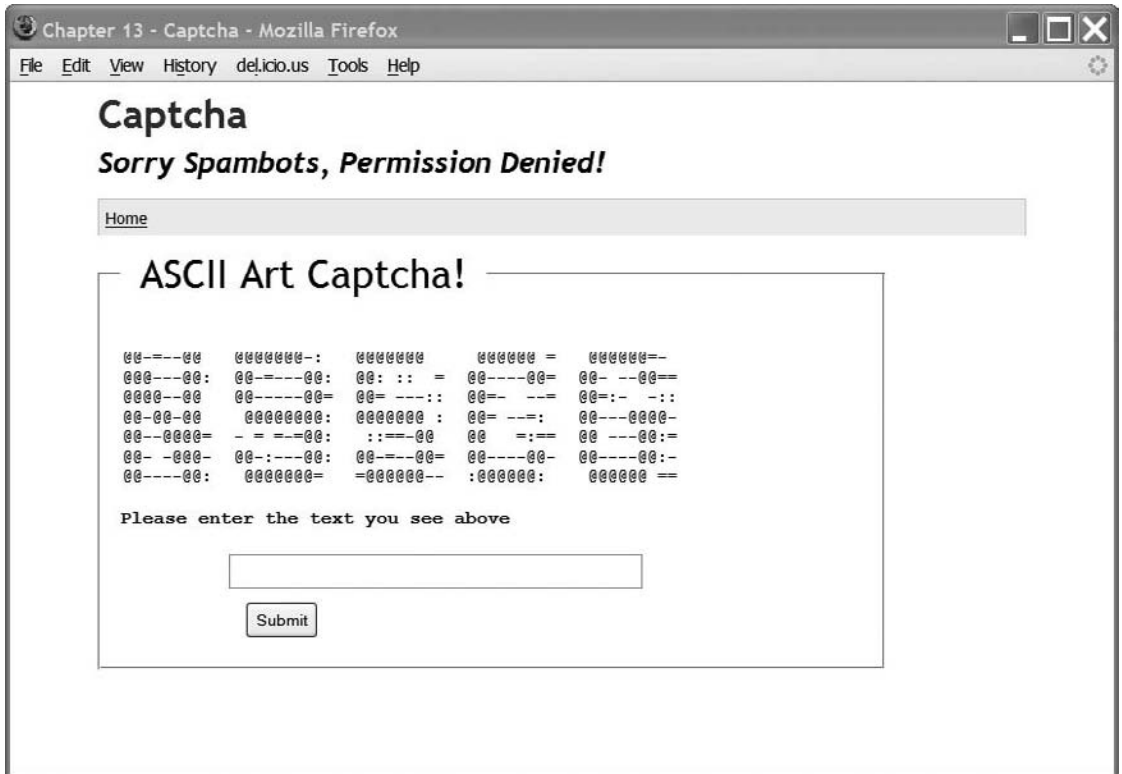 Chapter 13 - Captcha - Mozilla Firefox
File Edit View History del.icio.us Tools Help
Captcha
Sorry Spambots, Permission Denied!
Home
ASCII Art Captcha!
@@-=--@@   @@@@@@@-:   @@@@@@@     @@@@@@ =   @@@@@@=-
@@@---@@:  @@-=---@@:  @@: ::  =  @@----@@=  @@- --@@==
@@@@--@@   @@-----@@=  @@= ---::  @@=-  --=  @@=:-  -::
@@-@@-@@    @@@@@@@@:  @@@@@@@ :  @@= --=:   @@---@@@@-
@@--@@@@=  - = =-=@@:   ::==-@@   @@   =:==  @@ ---@@:=
@@- -@@@-  @@-:---@@:  @@-=--@@=  @@----@@-  @@----@@:-
@@----@@:   @@@@@@@=   =@@@@@@--  :@@@@@@:    @@@@@@ ==
Please enter the text you see above
Submit